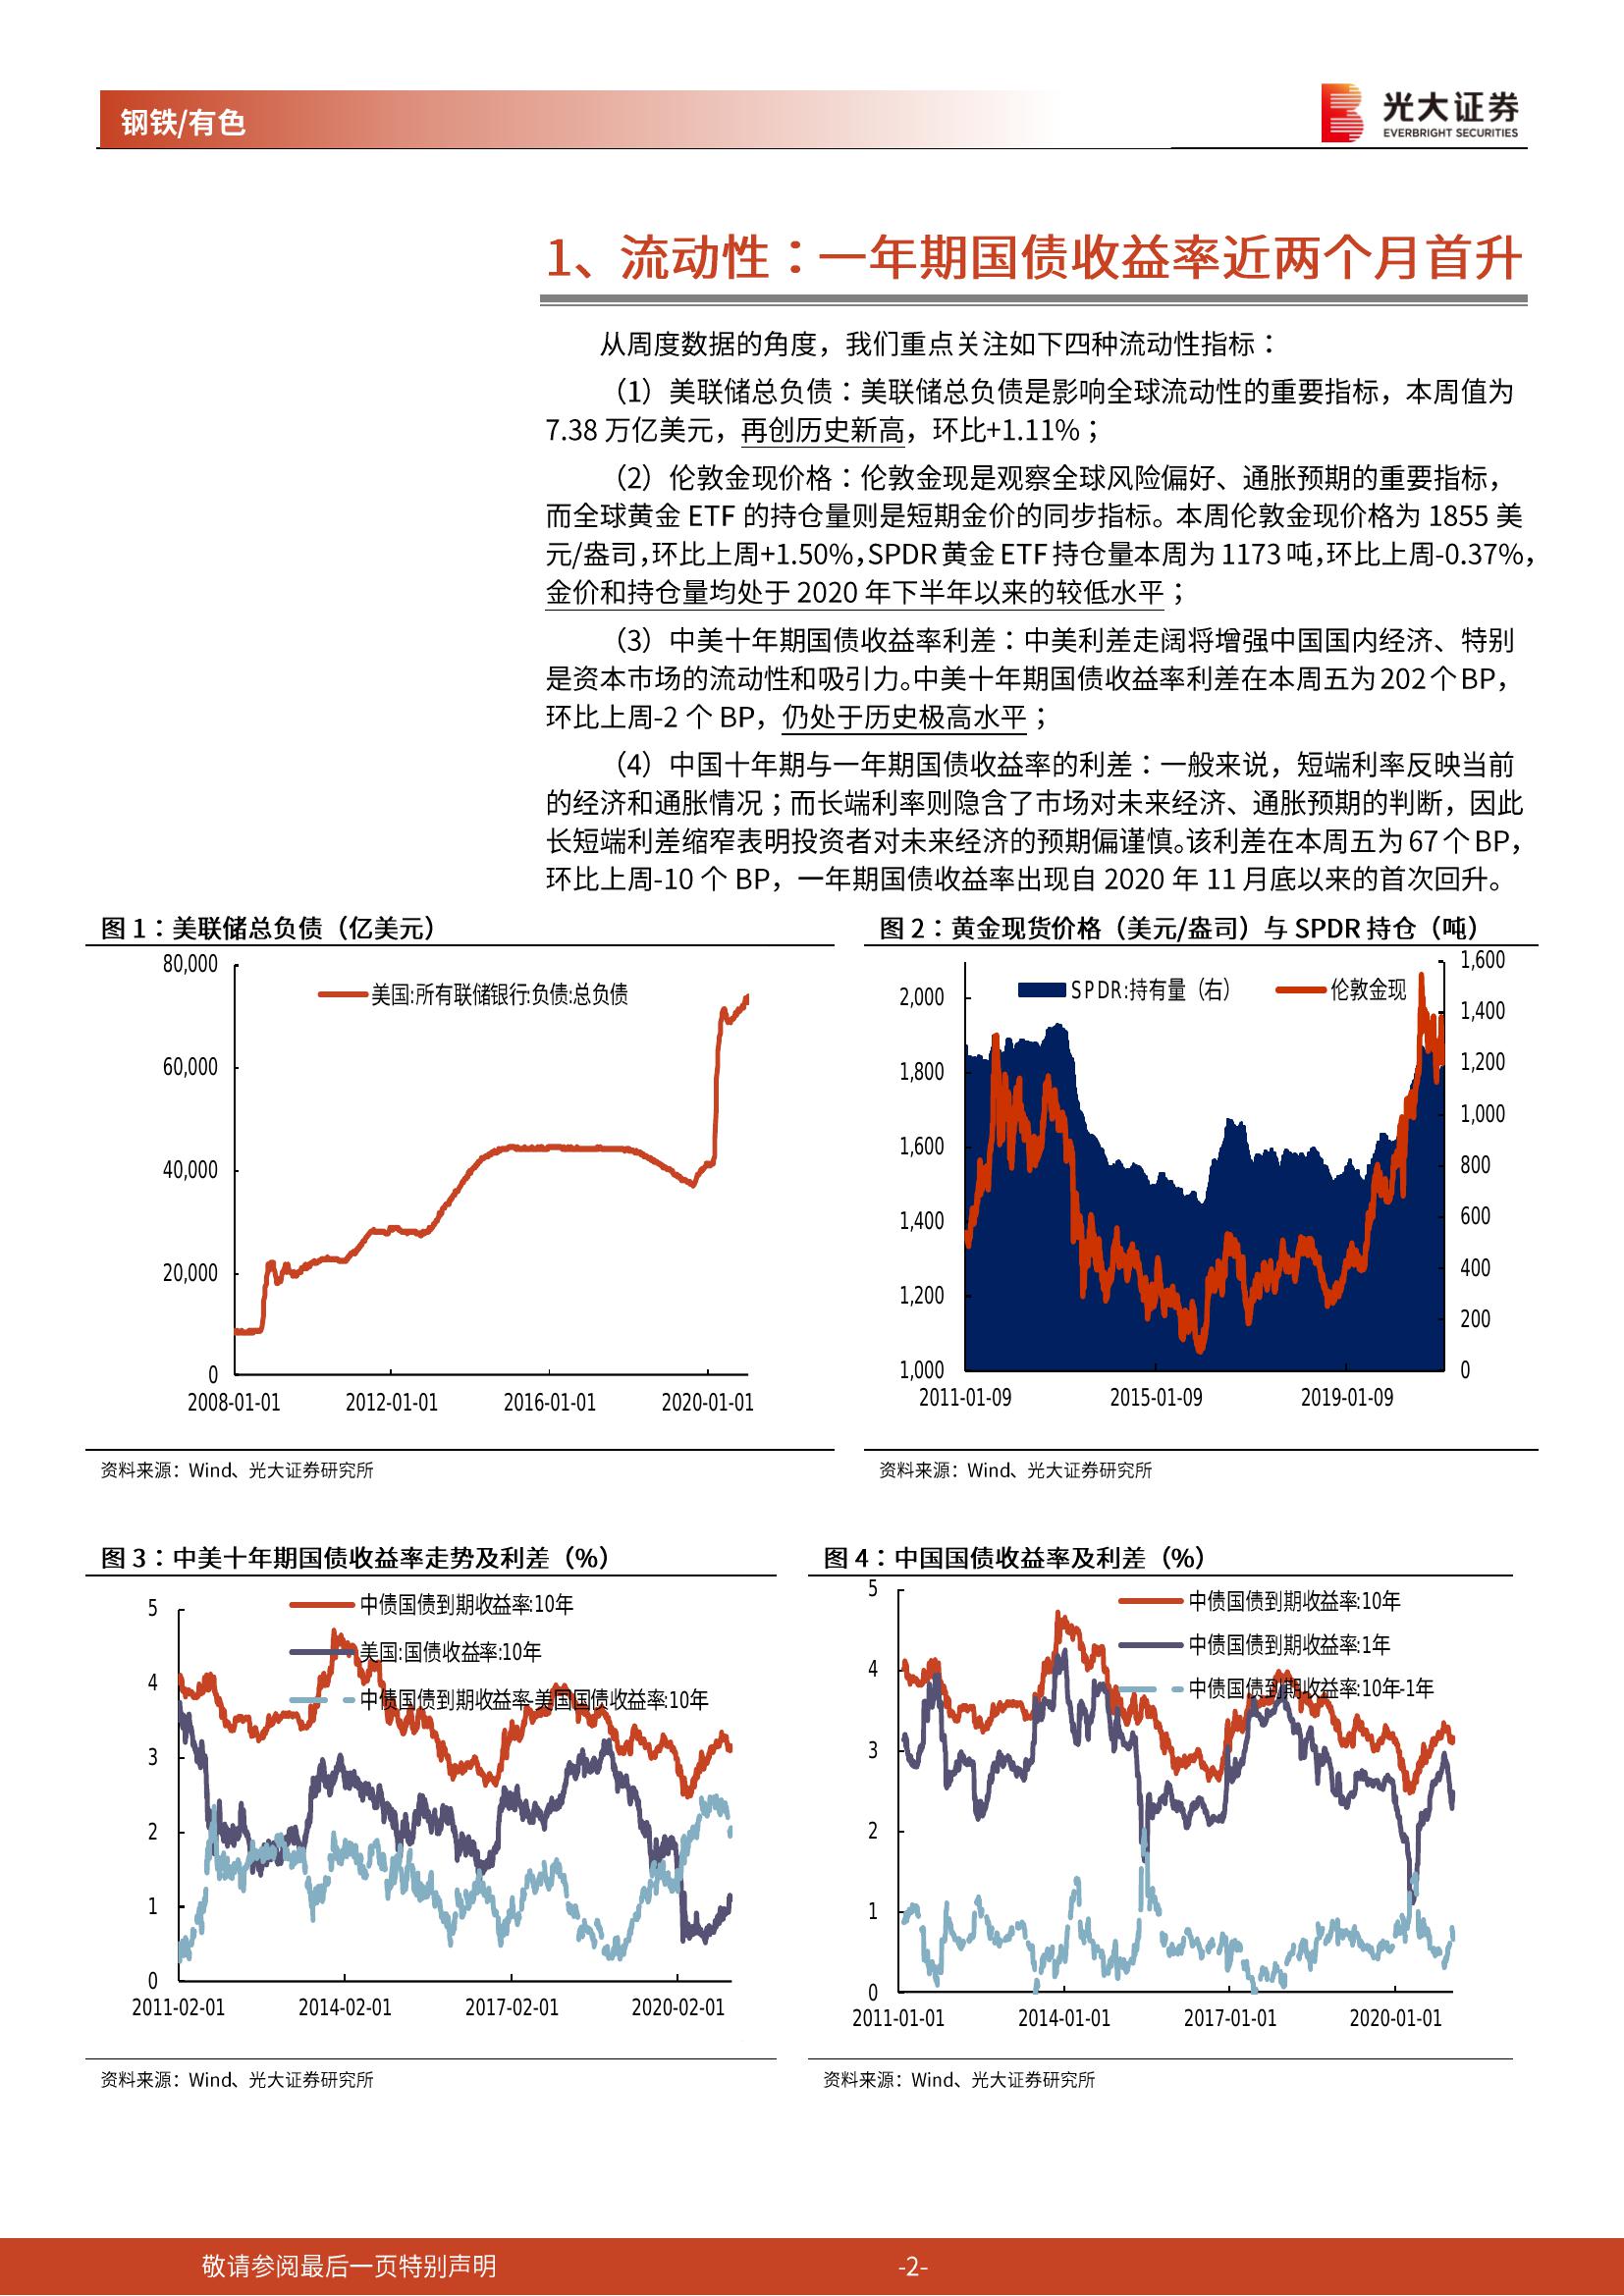 钢铁/有色
光大证券
EVERBRIGHT SECURITIES
1、流动性：一年期国债收益率近两个月首升
从周度数据的角度，我们重点关注如下四种流动性指标：
（1）美联储总负债：美联储总负债是影响全球流动性的重要指标，本周值为
7.38 万亿美元，再创历史新高，环比+1.11%；
（2）伦敦金现价格：伦敦金现是观察全球风险偏好、通胀预期的重要指标，
而全球黄金 ETF 的持仓量则是短期金价的同步指标。本周伦敦金现价格为 1855 美
元/盎司，环比上周+1.50%，SPDR 黄金 ETF 持仓量本周为 1173 吨，环比上周-0.37%，
金价和持仓量均处于 2020 年下半年以来的较低水平；
（3）中美十年期国债收益率利差：中美利差走阔将增强中国国内经济、特别
是资本市场的流动性和吸引力。中美十年期国债收益率利差在本周五为 202 个 BP，
环比上周-2 个 BP，仍处于历史极高水平；
（4）中国十年期与一年期国债收益率的利差：一般来说，短端利率反映当前
的经济和通胀情况；而长端利率则隐含了市场对未来经济、通胀预期的判断，因此
长短端利差缩窄表明投资者对未来经济的预期偏谨慎。该利差在本周五为 67 个 BP，
环比上周-10 个 BP，一年期国债收益率出现自 2020 年 11 月底以来的首次回升。
图 1：美联储总负债（亿美元）
80,000
60,000
40,000
20,000
0
美国:所有联储银行:负债:总负债
2008-01-01 2012-01-01 2016-01-01 2020-01-01
资料来源：Wind、光大证券研究所
图 2：黄金现货价格（美元/盎司）与 SPDR 持仓（吨）
2,000
1,800
1,600
1,400
1,200
1,000
SPDR:持有量（右） 伦敦金现
1,600
1,400
1,200
1,000
800
600
400
200
0
2011-01-09 2015-01-09 2019-01-09
资料来源：Wind、光大证券研究所
图 3：中美十年期国债收益率走势及利差（%）
5
4
3
2
1
0
中债国债到期收益率:10年
美国:国债收益率:10年
中债国债到期收益率-美国国债收益率:10年
2011-02-01 2014-02-01 2017-02-01 2020-02-01
资料来源：Wind、光大证券研究所
图 4：中国国债收益率及利差（%）
5
4
3
2
1
0
中债国债到期收益率:10年
中债国债到期收益率:1年
中债国债到期收益率:10年-1年
2011-01-01 2014-01-01 2017-01-01 2020-01-01
资料来源：Wind、光大证券研究所
敬请参阅最后一页特别声明
-2-